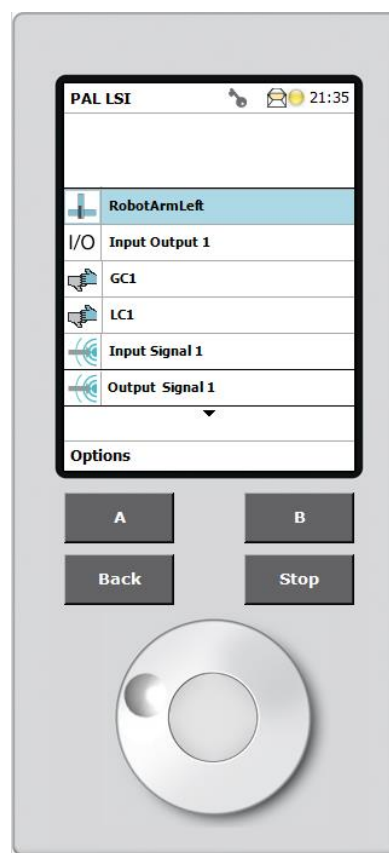 PAL LSI 21:35
RobotArmLeft
I/O Input Output 1
GC1
LC1
Input Signal 1
Output Signal 1
Options
A B
Back Stop